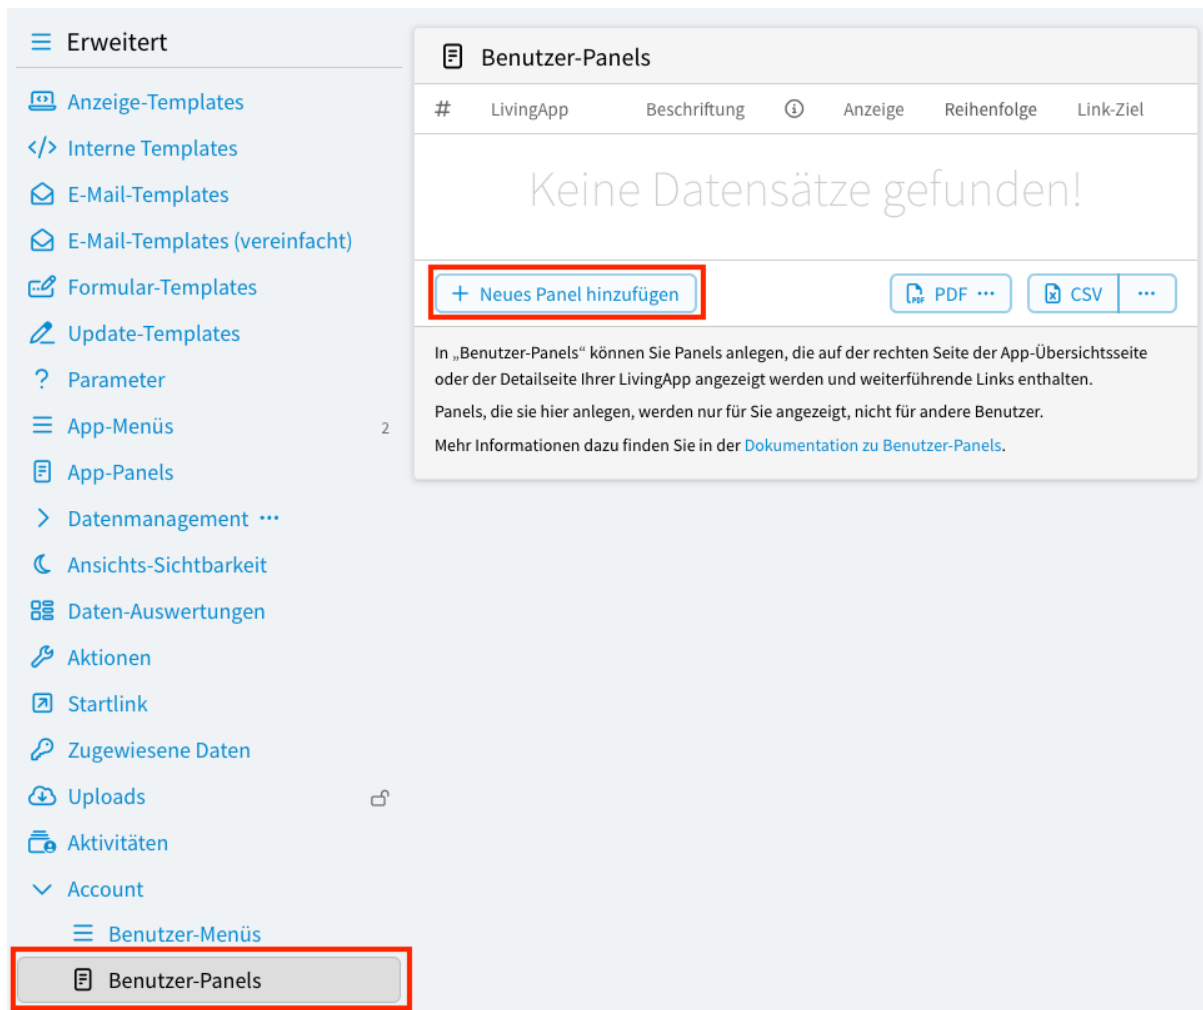 Erweitert
Anzeige-Templates
Interne Templates
E-Mail-Templates
E-Mail-Templates (vereinfacht)
Formular-Templates
Update-Templates
Parameter
App-Menüs 2
App-Panels
Datenmanagement ···
Ansichts-Sichtbarkeit
Daten-Auswertungen
Aktionen
Startlink
Zugewiesene Daten
Uploads
Aktivitäten
Account
Benutzer-Menüs
Benutzer-Panels
Benutzer-Panels
# LivingApp Beschriftung Anzeige Reihenfolge Link-Ziel
Keine Datensätze gefunden!
+ Neues Panel hinzufügen PDF ··· CSV ···
In „Benutzer-Panels“ können Sie Panels anlegen, die auf der rechten Seite der App-Übersichtsseite
oder der Detailseite Ihrer LivingApp angezeigt werden und weiterführende Links enthalten.
Panels, die sie hier anlegen, werden nur für Sie angezeigt, nicht für andere Benutzer.
Mehr Informationen dazu finden Sie in der Dokumentation zu Benutzer-Panels.